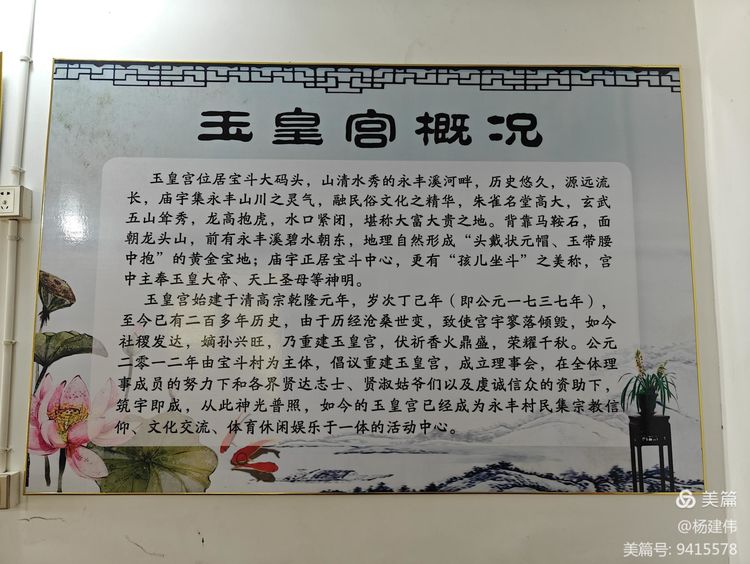 玉皇宫概况
玉皇宫位居宝斗大码头，山清水秀的永丰溪河畔，历史悠久，源远流
长，庙宇集永丰山川之灵气，融民俗文化之精华，朱雀名堂高大，玄武
五山耸秀，龙高抱虎，水口紧闭，堪称大富大贵之地。背靠马鞍石，面
朝龙头山，前有永丰溪碧水朝东，地理自然形成“头戴状元帽、玉带腰
中抱”的黄金宝地；庙宇正居宝斗中心，更有“孩儿坐斗”之美称，宫
中主奉玉皇大帝、天上圣母等神明。
玉皇宫始建于清高宗乾隆元年，岁次丁己年（即公元一七三七年），
至今已有二百多年历史，由于历经沧桑世变，致使宫宇寥落倾毁，如今
社稷发达，嫡孙兴旺，乃重建玉皇宫，伏祈香火鼎盛，荣耀千秋。公元
二零一二年由宝斗村为主体，倡议重建玉皇宫，成立理事会，在全体理
事成员的努力下和各界贤达志士、贤淑姑爷们以及虔诚信众的资助下，
筑宇即成，从此神光普照，如今的玉皇宫已经成为永丰村民集宗教信
仰、文化交流、体育休闲娱乐于一体的活动中心。
美篇
@杨建伟
美篇号: 9415578